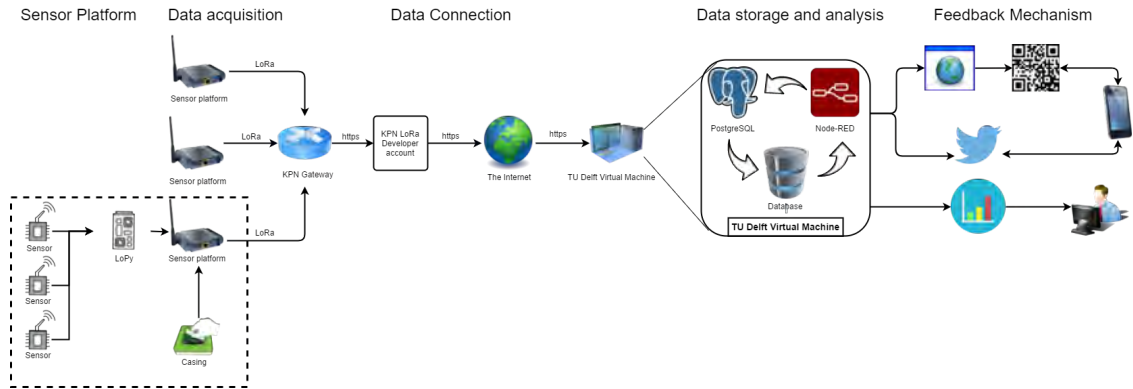 Sensor Platform
Data acquisition
Data Connection
Data storage and analysis
Feedback Mechanism
LoRa
Sensor platform
LoRa
Sensor platform
KPN Gateway
https
KPN LoRa
Developer
account
https
The Internet
https
TU Delft Virtual Machine
PostgreSQL
Node-RED
Database
TU Delft Virtual Machine
Sensor
Sensor
Sensor
LoPy
Sensor platform
LoRa
Casing